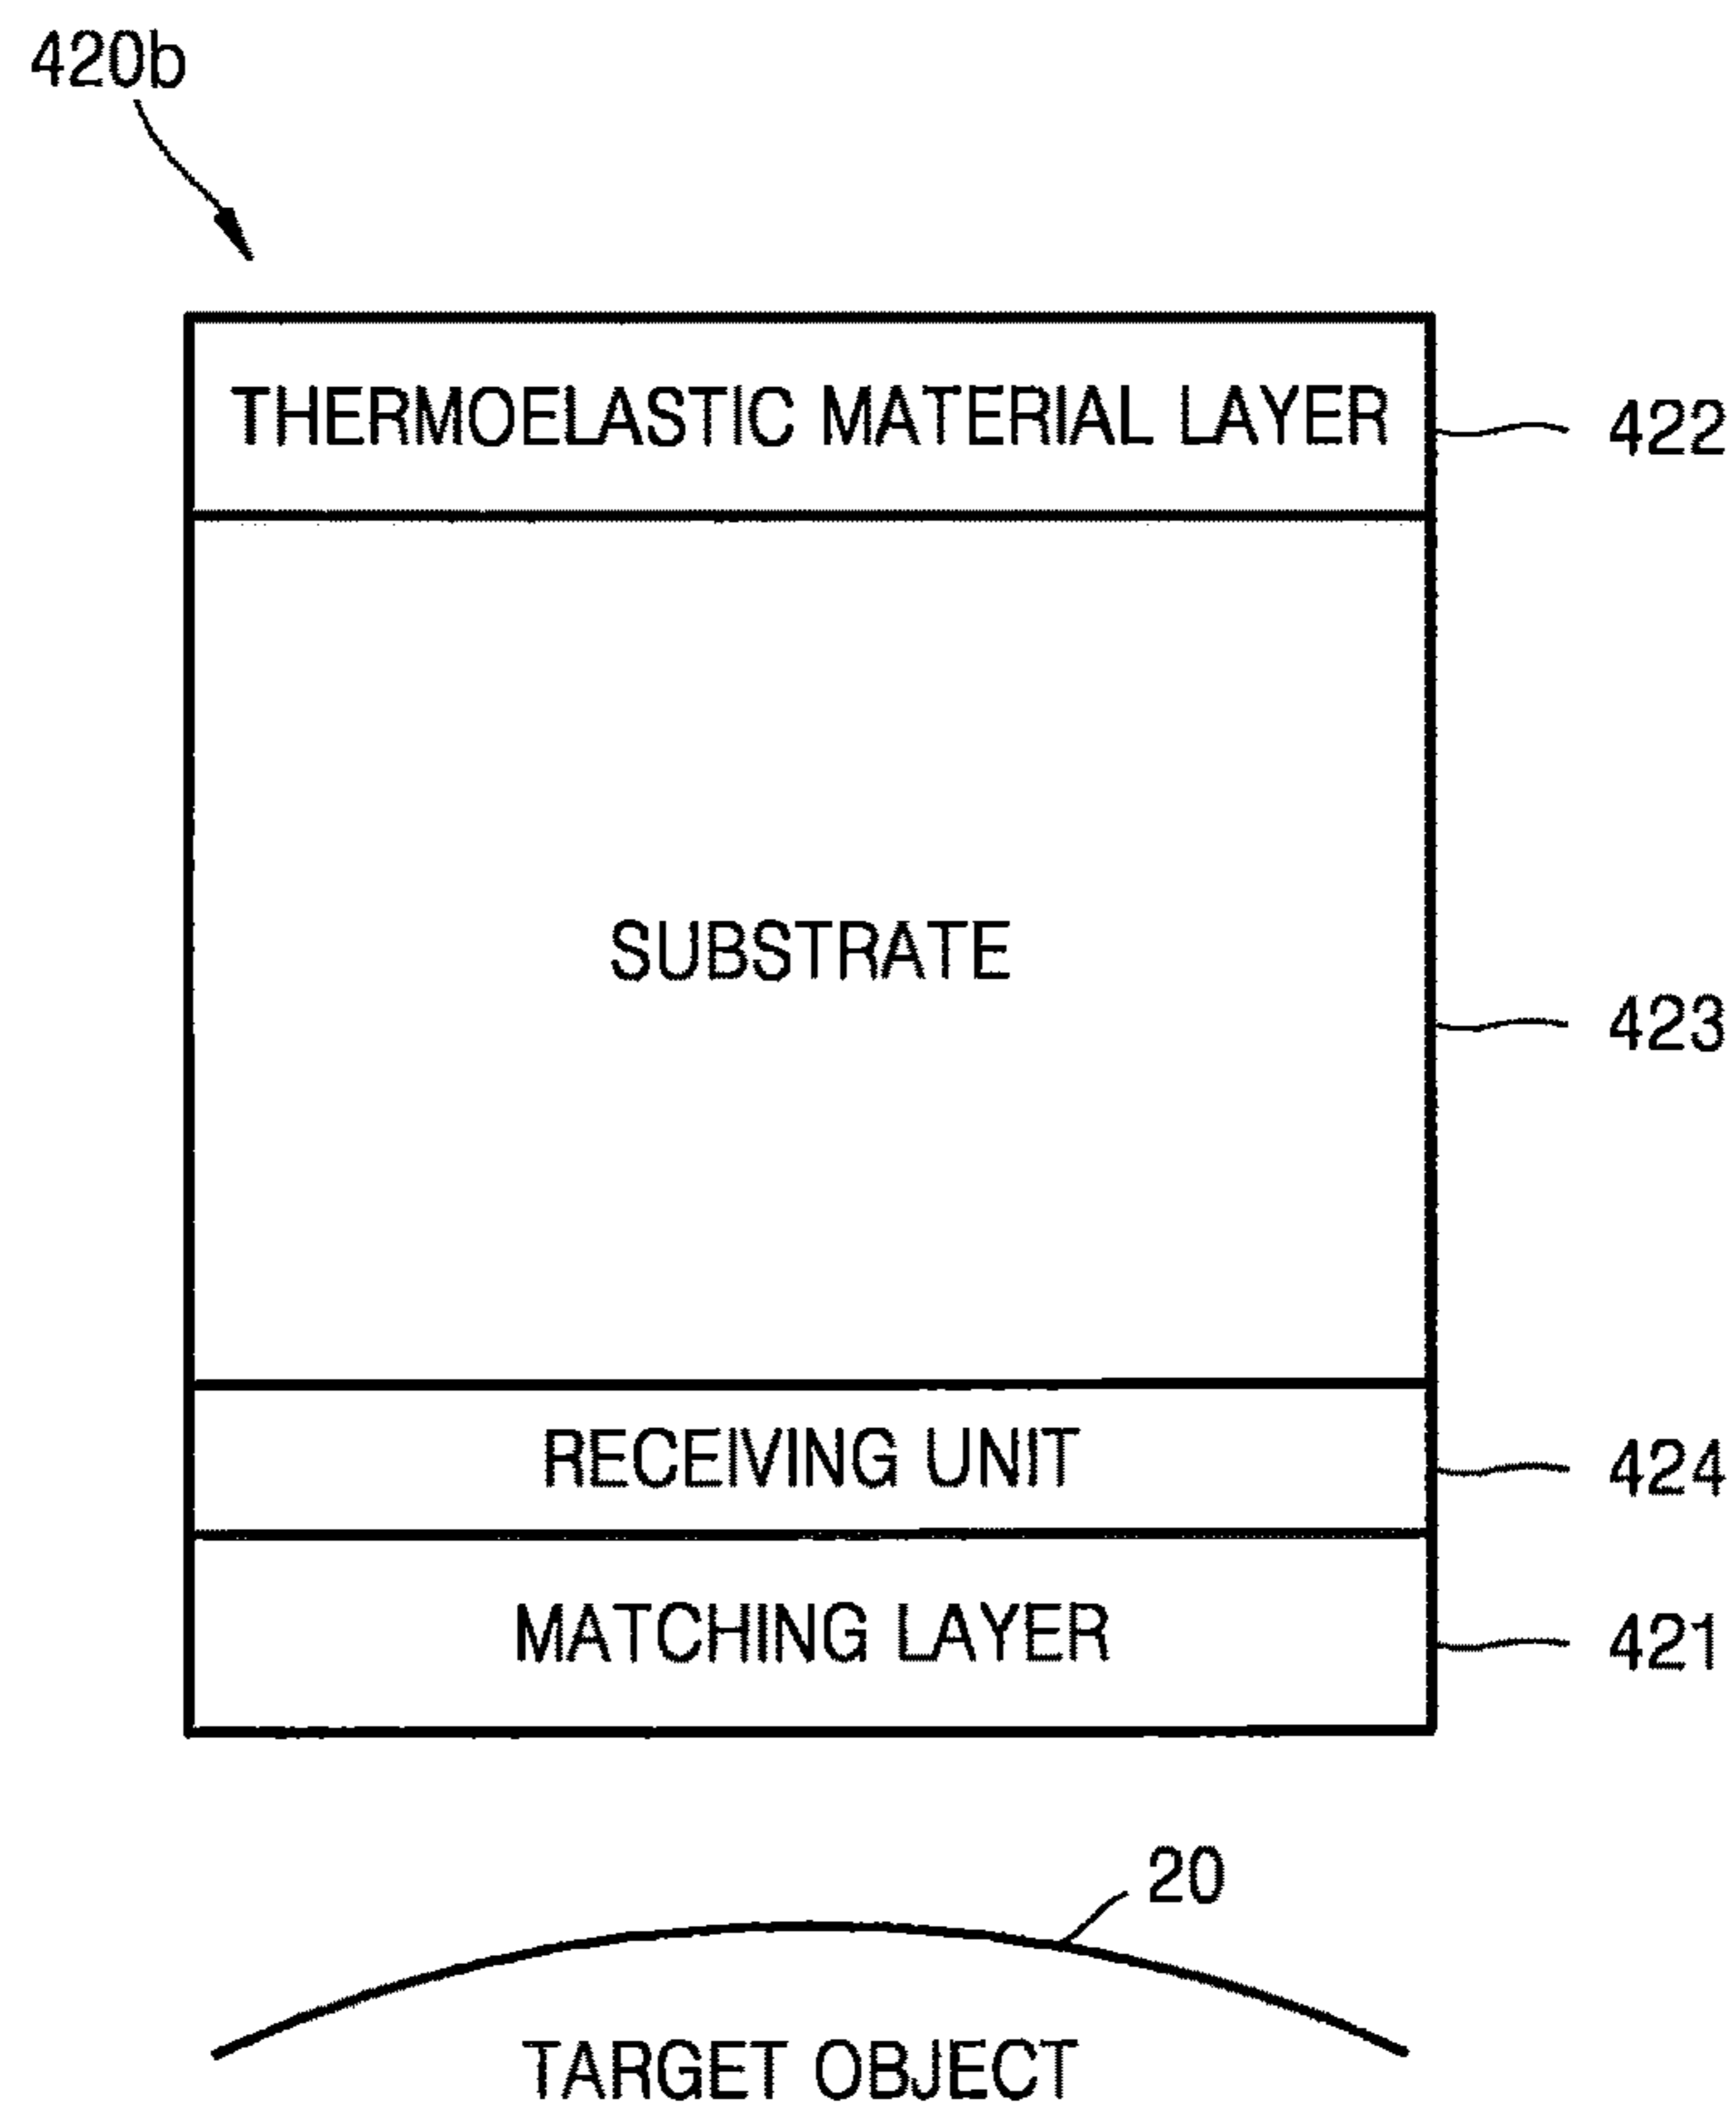 420b
THERMOELASTIC MATERIAL LAYER
422
SUBSTRATE
423
RECEIVING UNIT
424
MATCHING LAYER
421
20
TARGET OBJECT